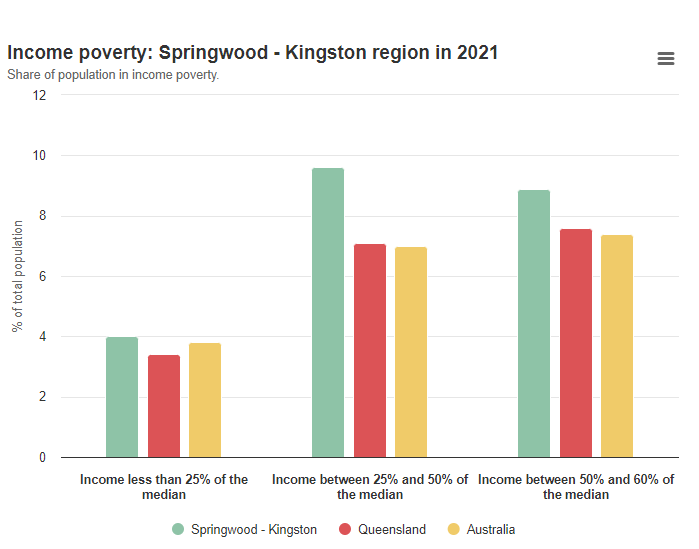 Income poverty: Springwood - Kingston region in 2021
Share of population in income poverty.
12
10
8
6
4
2
0
% of total population
Income less than 25% of the
median
Income between 25% and 50% of
the median
Income between 50% and 60% of
the median
Springwood - Kingston
Queensland
Australia